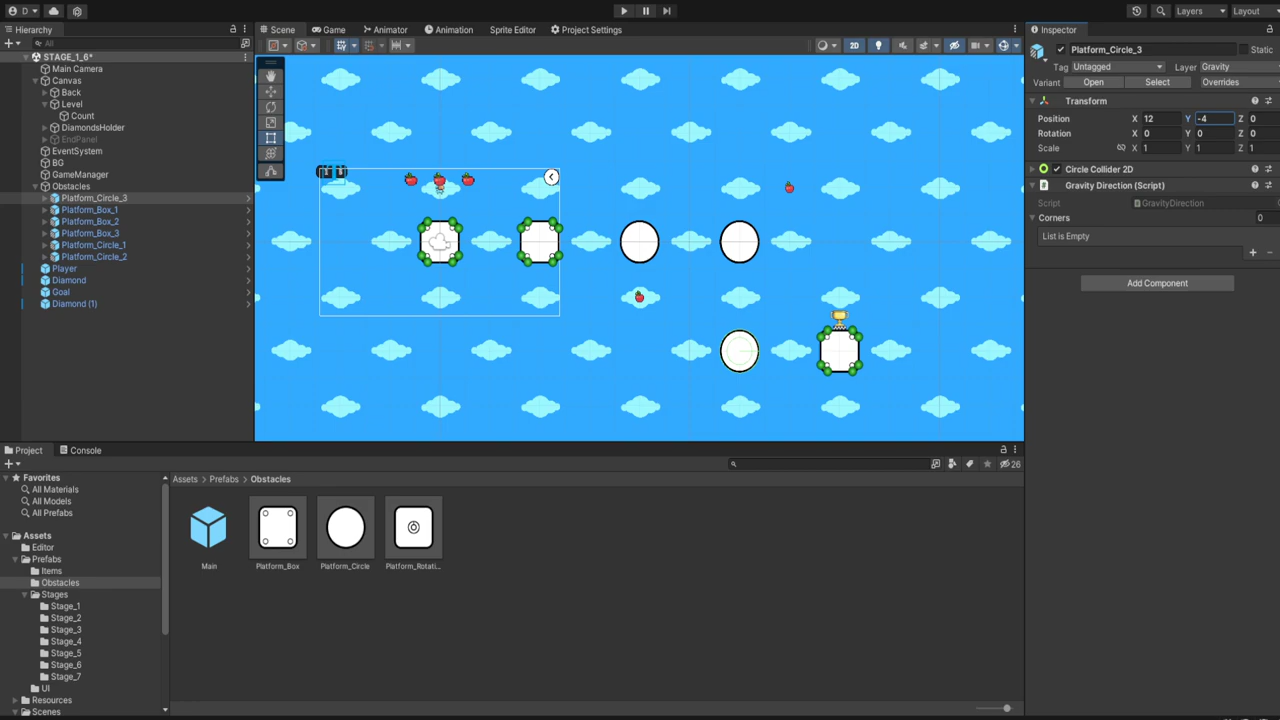 D
Layers
Layout
Hierarchy
Scene
Game
Animator
Animation
Sprite Editor
Project Settings
Inspector
All
2D
Platform_Circle_3
Static
STAGE_1_6*
Tag Untagged
Layer Gravity
Main Camera
Canvas
Variant
Open
Select
Overrides
Back
Level
Transform
Count
Position X 12 Y -4 Z 0
DiamondsHolder
Rotation X 0 Y 0 Z 0
EndPanel
Scale X 1 Y 1 Z 1
EventSystem
BG
Circle Collider 2D
GameManager
Gravity Direction (Script)
Obstacles
Platform_Circle_3
Script GravityDirection
Platform_Box_1
Corners 0
Platform_Box_2
Platform_Box_3
List is Empty
Platform_Circle_1
Platform_Circle_2
Player
Diamond
Add Component
Goal
Diamond (1)
Project
Console
26
Favorites
Assets > Prefabs > Obstacles
All Materials
All Models
All Prefabs
Assets
Editor
Prefabs
Main
Platform_Box
Platform_Circle
Platform_Rotati...
Items
Obstacles
Stages
Stage_1
Stage_2
Stage_3
Stage_4
Stage_5
Stage_6
Stage_7
UI
Resources
Scenes